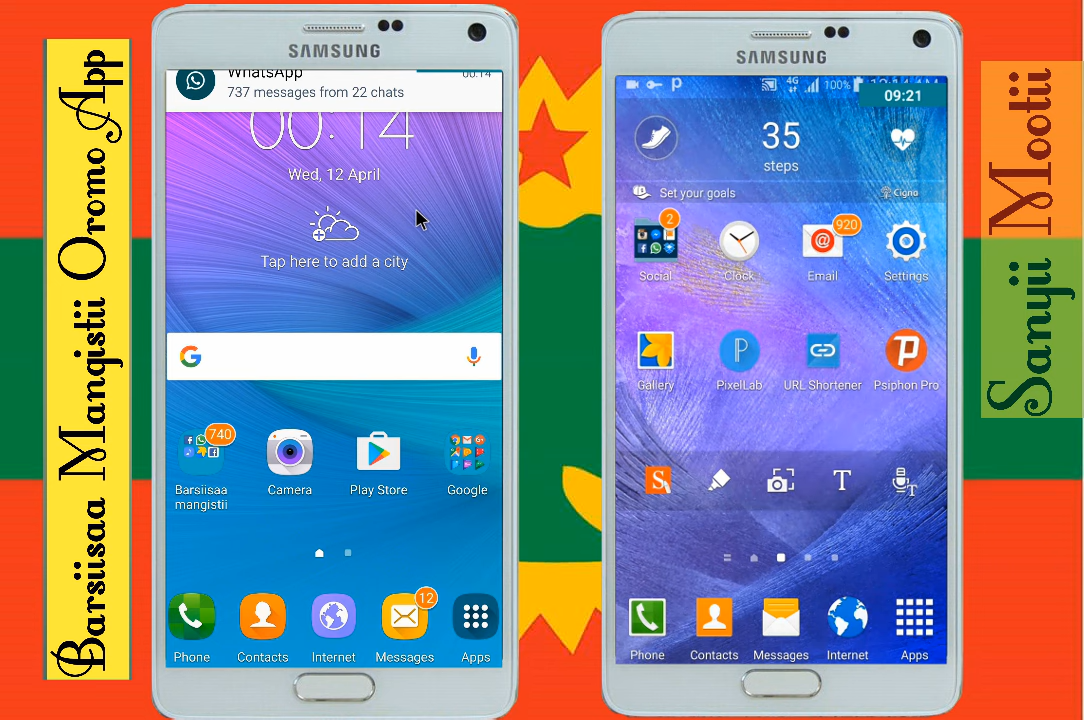 Barsiisaa Mangistii Oromo App
SAMSUNG
WhatsApp
00:14
737 messages from 22 chats
00:14
Wed, 12 April
Tap here to add a city
G
740
Barsiisaa
mangistii
Camera
Play Store
Google
12
Phone
Contacts
Internet
Messages
Apps
SAMSUNG
4G
100%
09:21
35
steps
Set your goals
Cigna
2
920
Social
Clock
Email
Settings
Gallery
PixelLab
URL Shortener
Psiphon Pro
S
T
T
Phone
Contacts
Messages
Internet
Apps
Sanyii Mootii